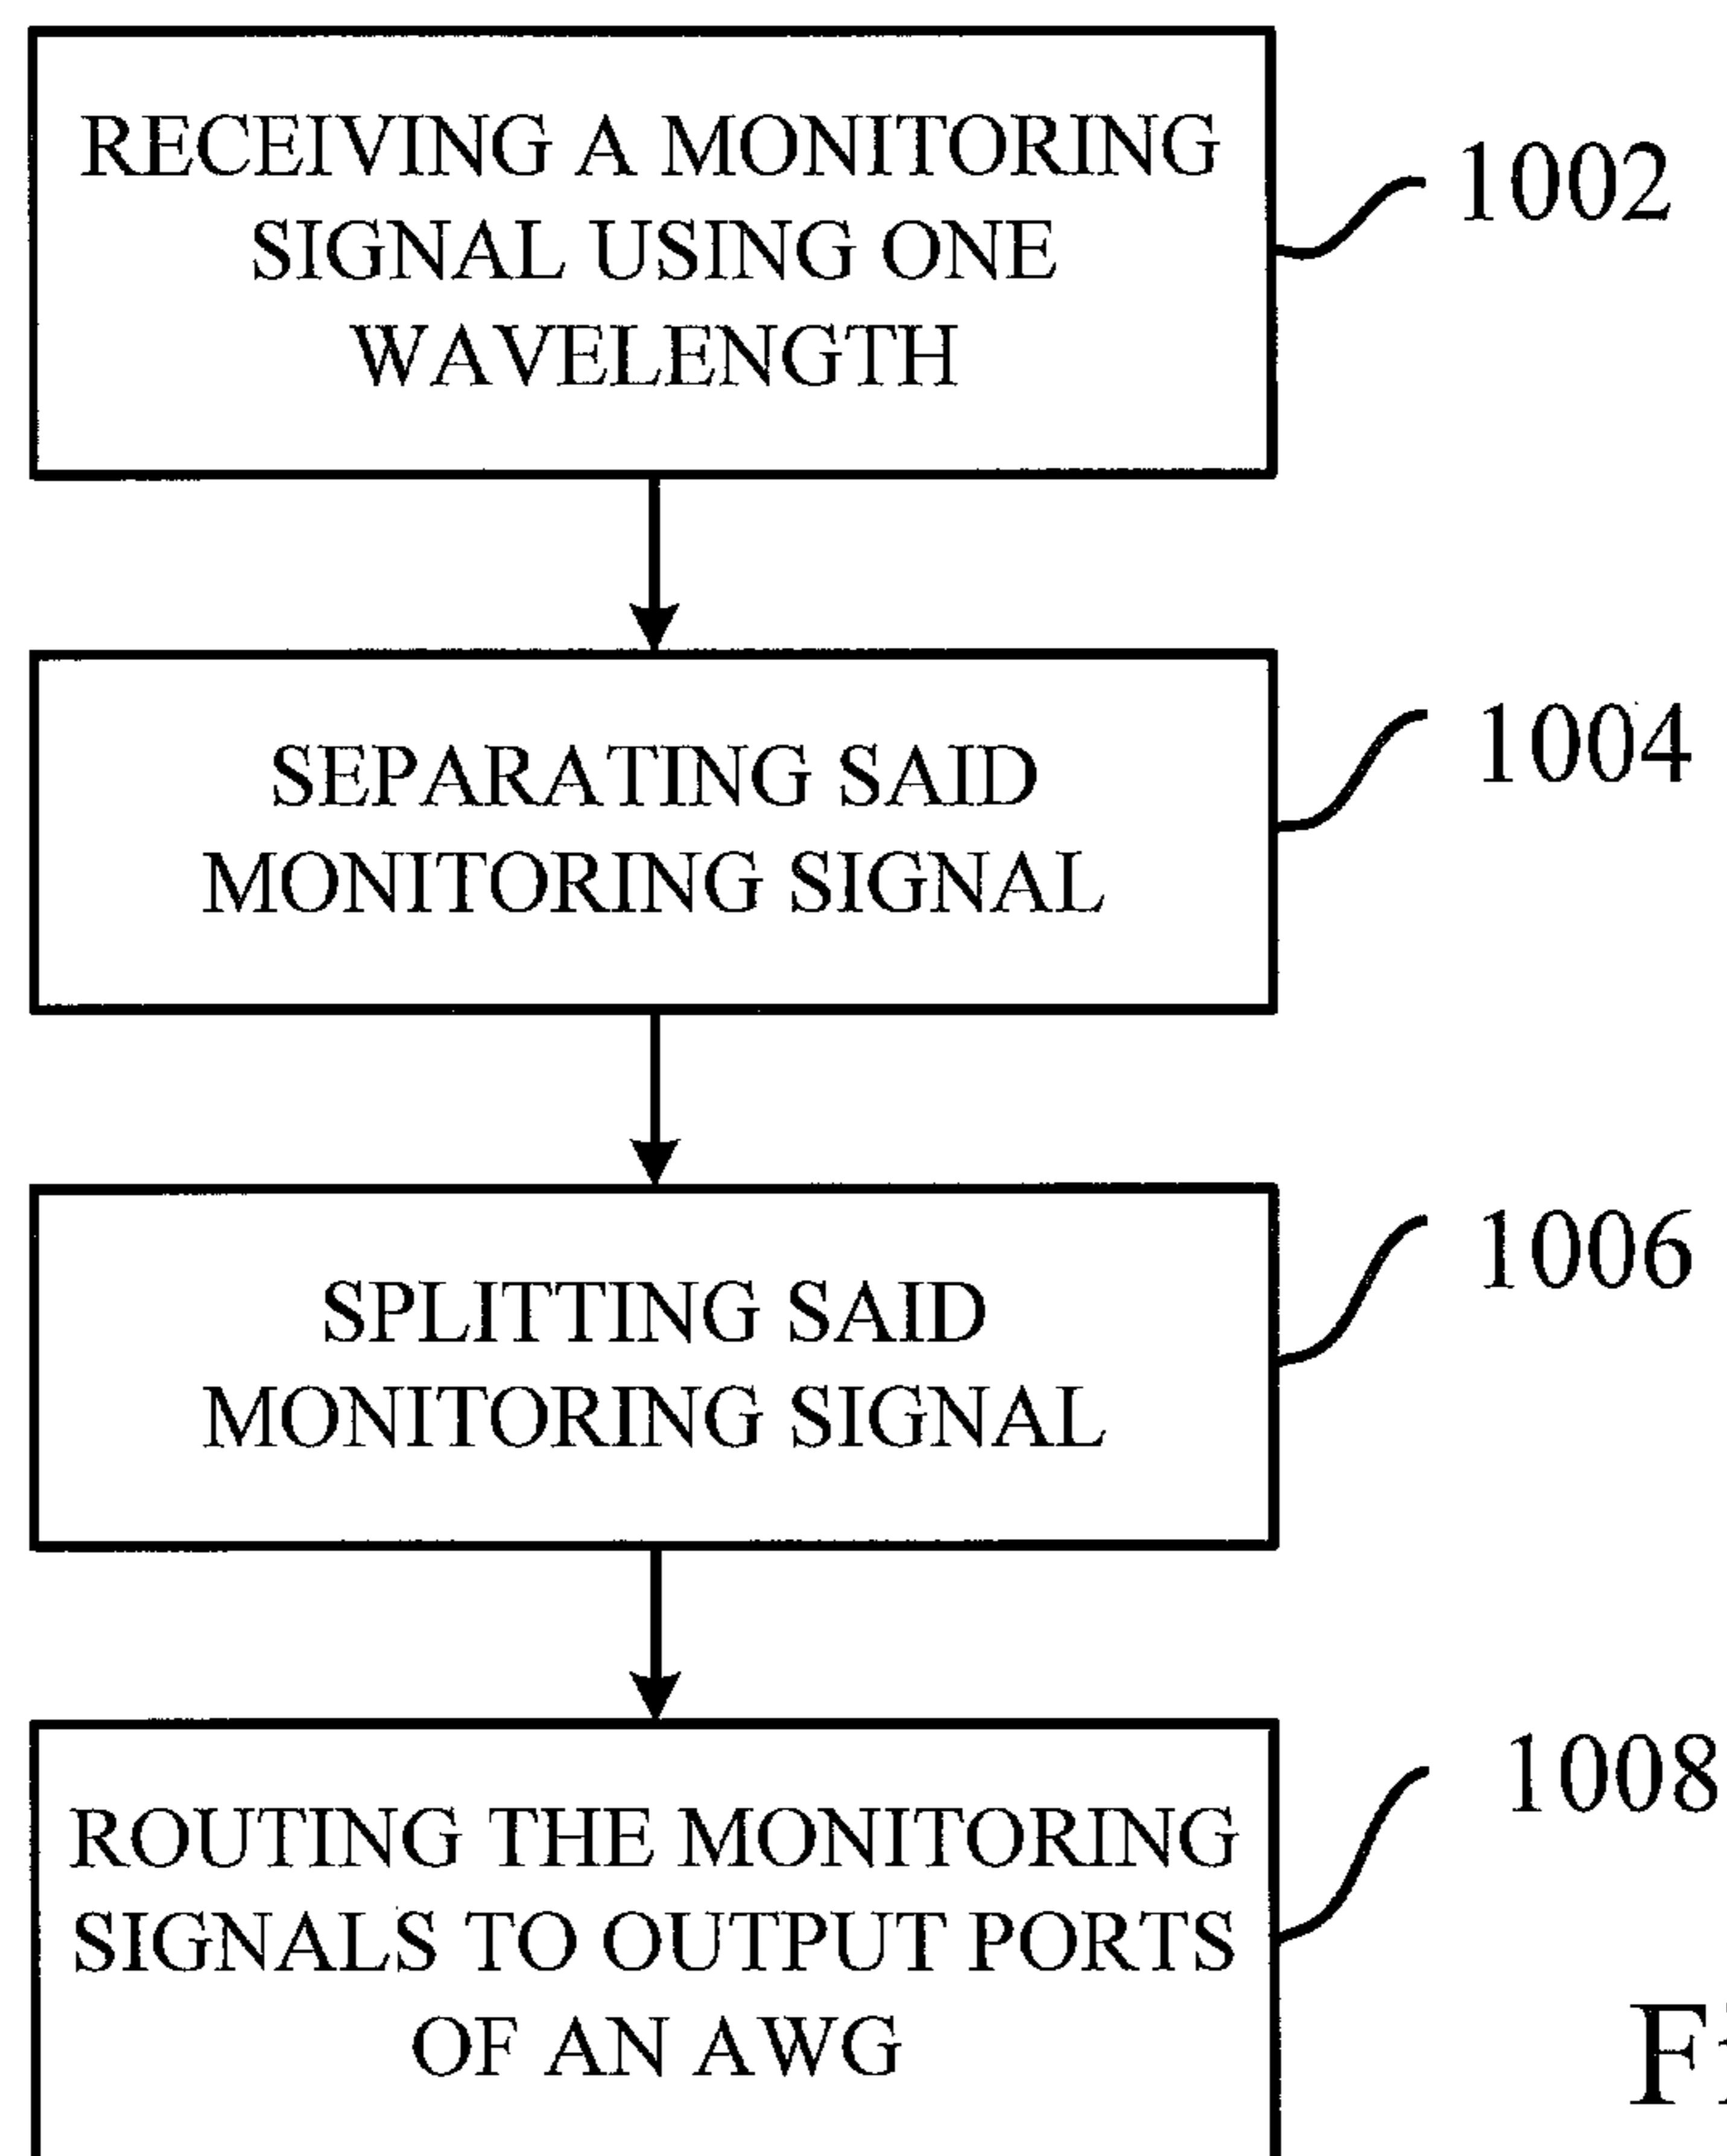 RECEIVING A MONITORING
SIGNAL USING ONE
WAVELENGTH
1002
SEPARATING SAID
MONITORING SIGNAL
1004
SPLITTING SAID
MONITORING SIGNAL
1006
ROUTING THE MONITORING
SIGNALS TO OUTPUT PORTS
OF AN AWG
1008